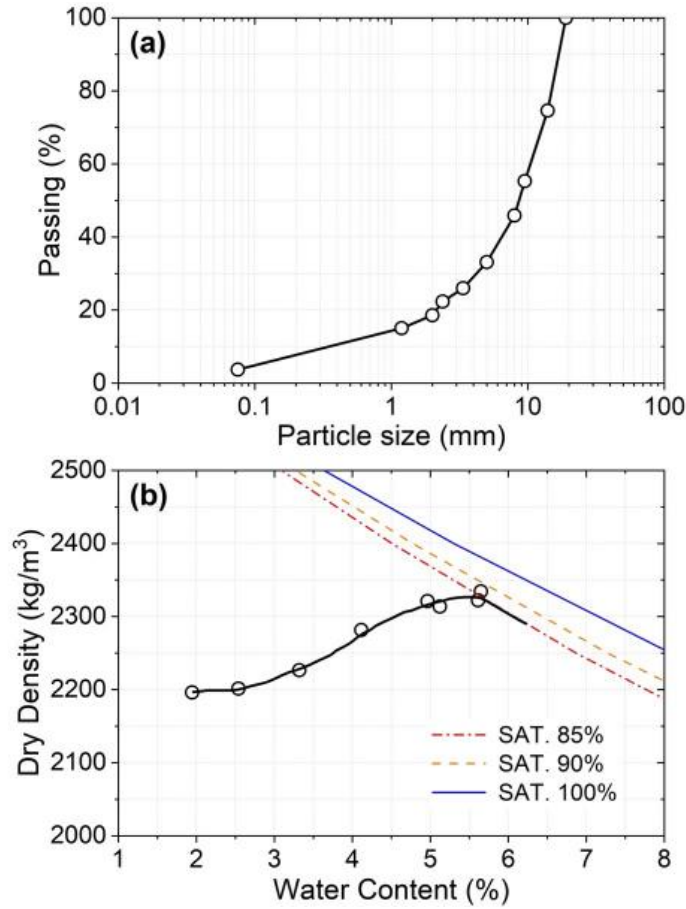 (a)
Passing (%)
100
80
60
40
20
0
0.01 0.1 1 10 100
Particle size (mm)
(b)
Dry Density (kg/m³)
2500
2400
2300
2200
2100
2000
SAT. 85%
SAT. 90%
SAT. 100%
1 2 3 4 5 6 7 8
Water Content (%)